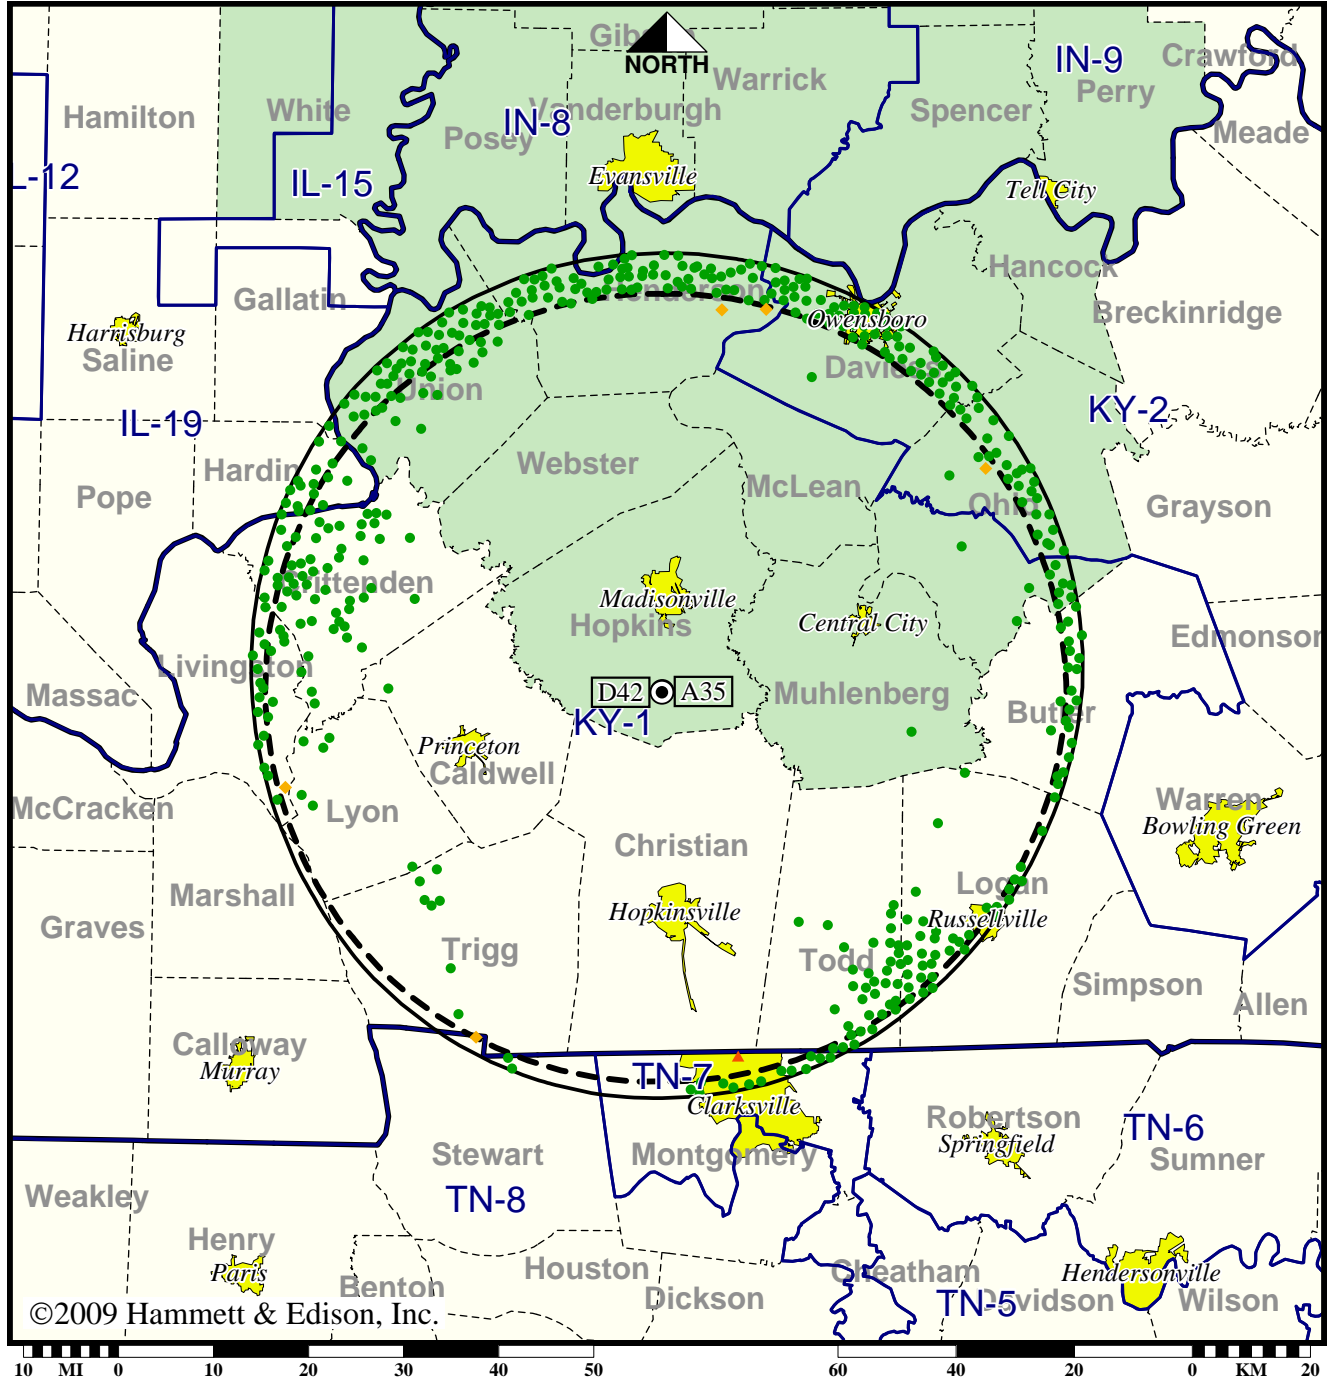 Gibson
NORTH
Warrick
IN-9
Crawford
Perry
Hamilton
White
Vanderburgh
IN-8
Posey
Spencer
Meade
L-12
IL-15
Evansville
Tell City
Hancock
Gallatin
Henderson
Breckinridge
Harrisburg
Saline
Owensboro
Daviess
Union
KY-2
IL-19
Hardin
Webster
McLean
Pope
Ohio
Grayson
Crittenden
Madisonville
Hopkins
Central City
Edmonson
Livingston
Massac
D42
A35
Muhlenberg
KY-1
Butler
Princeton
Caldwell
McCracken
Lyon
Warren
Bowling Green
Christian
Marshall
Logan
Graves
Hopkinsville
Russellville
Trigg
Todd
Simpson
Allen
Calloway
Murray
TN-7
Clarksville
Robertson
Springfield
TN-6
Sumner
Stewart
Montgomery
TN-8
Weakley
Henry
Paris
Benton
Houston
Dickson
Cheatham
Hendersonville
TN-5
Davidson
Wilson
©2009 Hammett & Edison, Inc.
10 MI 0 10 20 30 40 50 60 40 20 0 KM 20